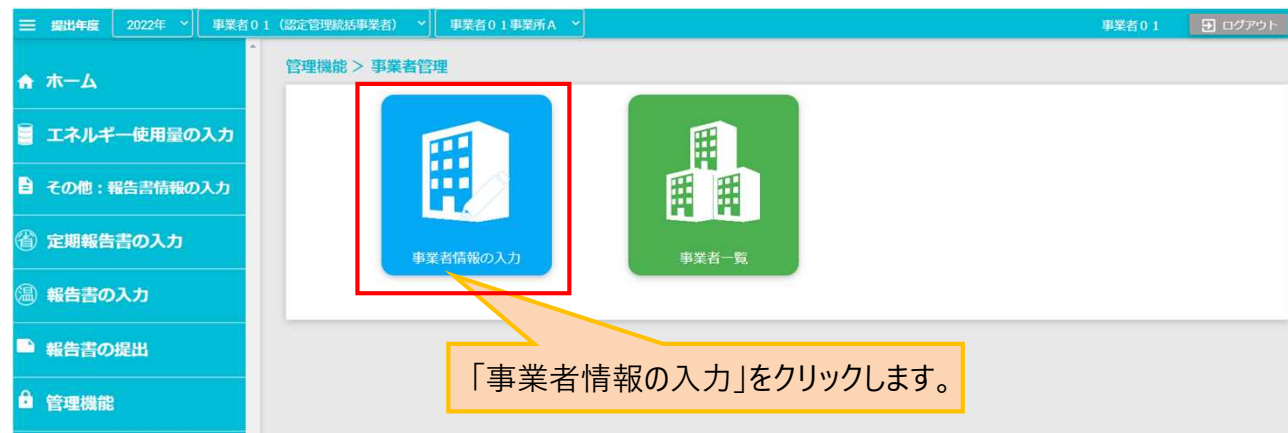 提出年度 2022年 事業者01（認定管理統括事業者） 事業者01事業所A 事業者01 ログアウト
管理機能 > 事業者管理
ホーム
エネルギー使用量の入力
その他：報告書情報の入力
定期報告書の入力
報告書の入力
報告書の提出
管理機能
省
温
事業者情報の入力
事業者一覧
「事業者情報の入力」をクリックします。